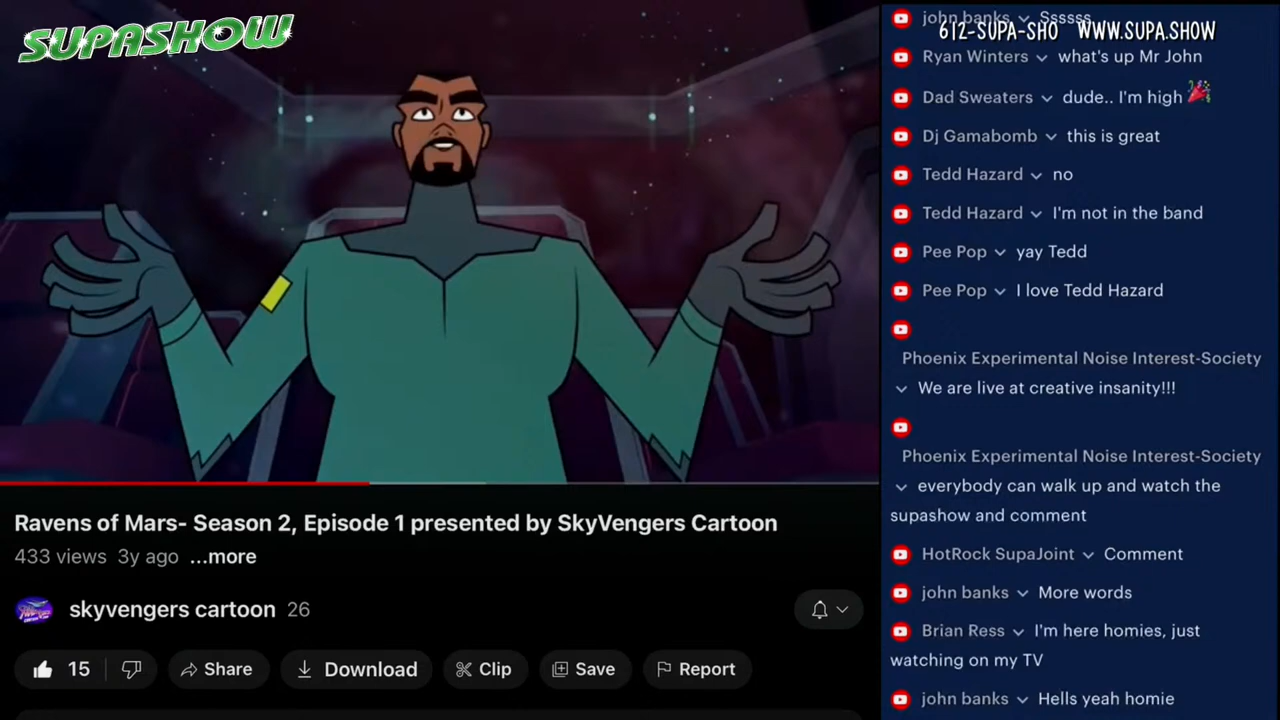 SUPASHOW
Ravens of Mars- Season 2, Episode 1 presented by SkyVengers Cartoon
433 views 3y ago ...more
skyvengers cartoon 26
15 Share Download Clip Save Report
john banks Sssss
612-SUPA-SHO WWW.SUPA.SHOW
Ryan Winters what's up Mr John
Dad Sweaters dude.. I'm high 🎉
Dj Gamabomb this is great
Tedd Hazard no
Tedd Hazard I'm not in the band
Pee Pop yay Tedd
Pee Pop I love Tedd Hazard
Phoenix Experimental Noise Interest-Society
We are live at creative insanity!!!
Phoenix Experimental Noise Interest-Society
everybody can walk up and watch the
supashow and comment
HotRock SupaJoint Comment
john banks More words
Brian Ress I'm here homies, just
watching on my TV
john banks Hells yeah homie